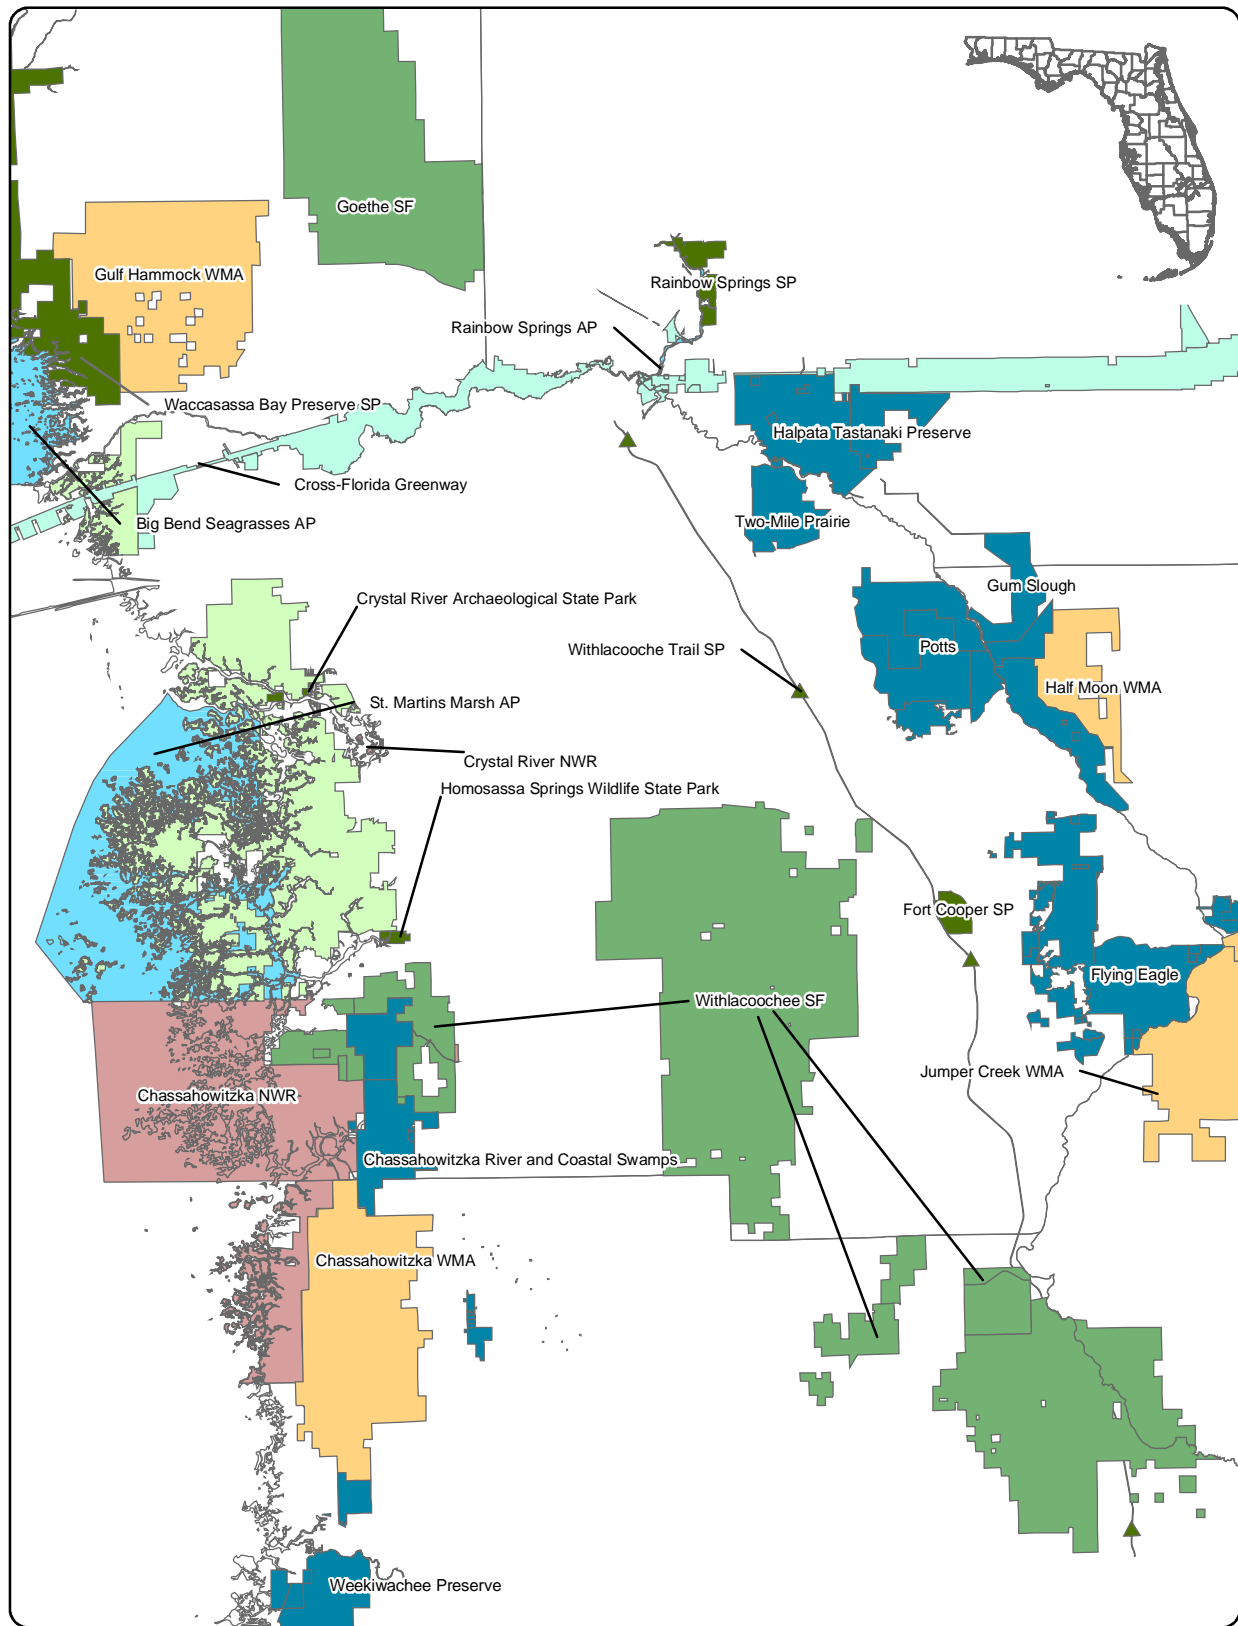 Goethe SF
Gulf Hammock WMA
Rainbow Springs SP
Rainbow Springs AP
Waccasassa Bay Preserve SP
Halpata Tastanaki Preserve
Cross-Florida Greenway
Big Bend Seagrasses AP
Two-Mile Prairie
Gum Slough
Crystal River Archaeological State Park
Withlacooche Trail SP
Potts
Half Moon WMA
St. Martins Marsh AP
Crystal River NWR
Homosassa Springs Wildlife State Park
Fort Cooper SP
Flying Eagle
Withlacoochee SF
Jumper Creek WMA
Chassahowitzka NWR
Chassahowitzka River and Coastal Swamps
Chassahowitzka WMA
Weekiwachee Preserve